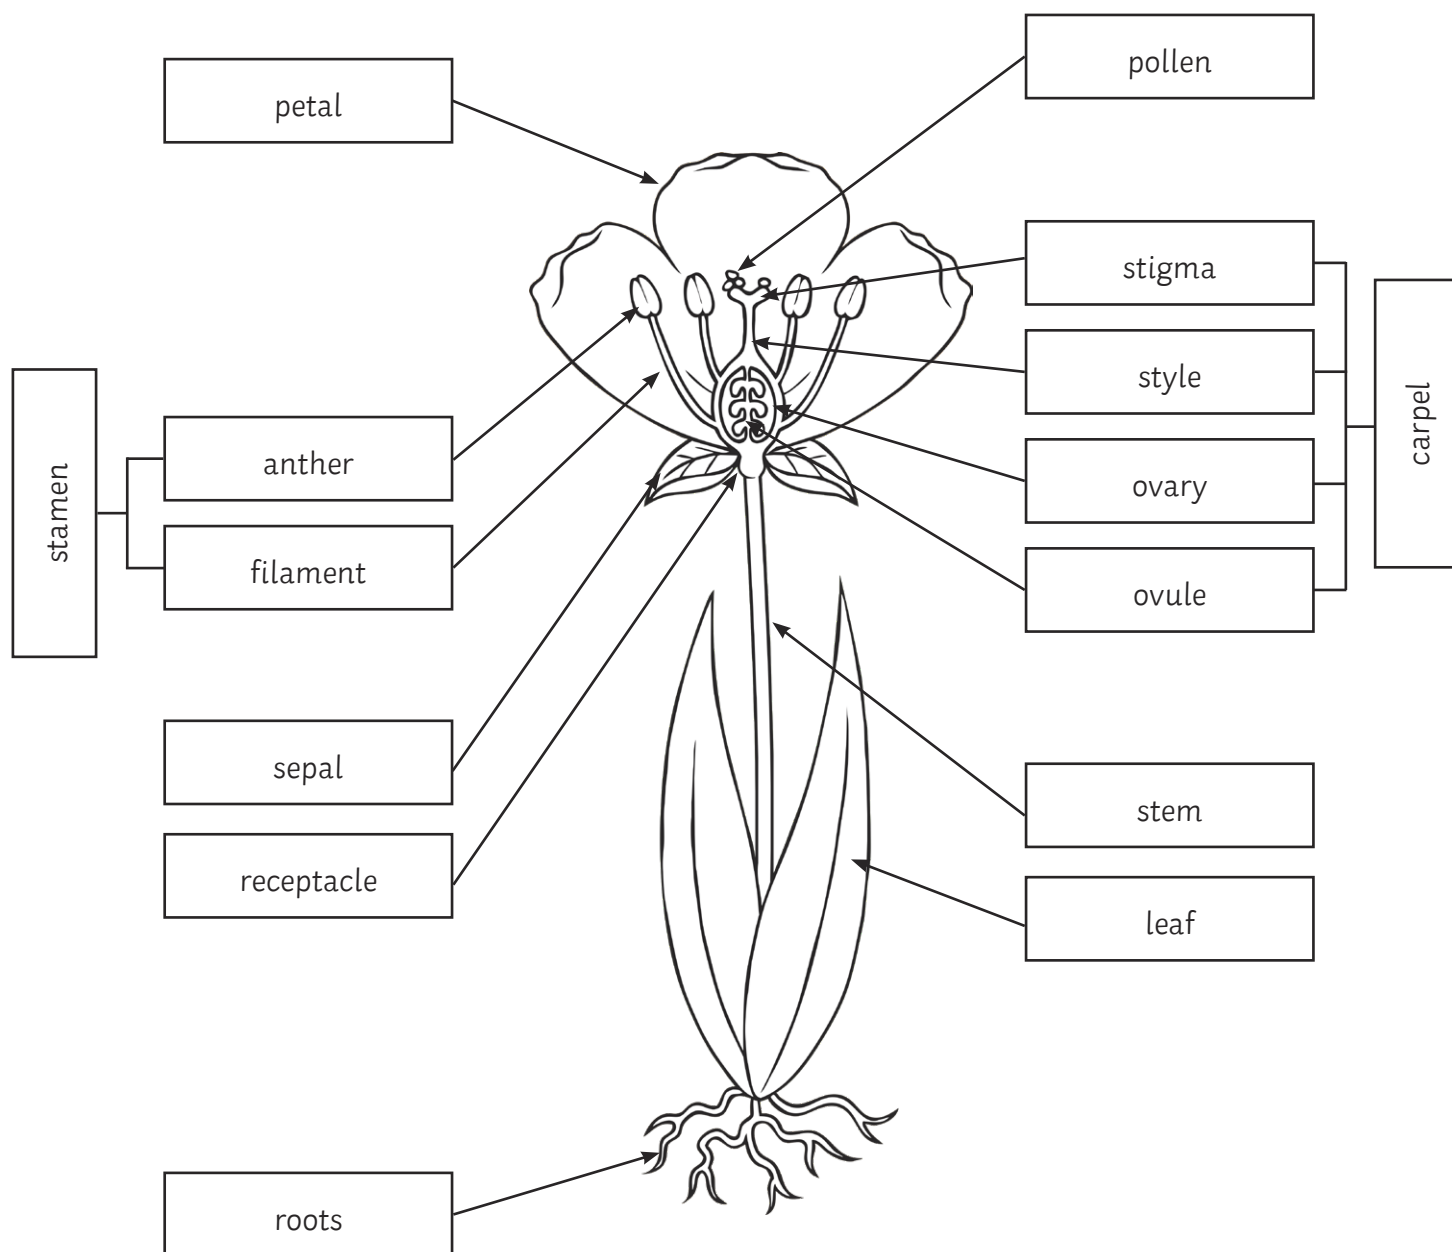 petal
pollen
stigma
style
ovary
ovule
carpel
stamen
anther
filament
sepal
receptacle
stem
leaf
roots